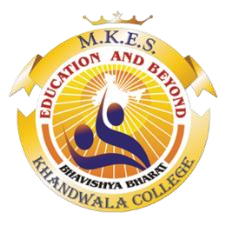 M.K.E.S.
EDUCATION AND BEYOND
BHAVISHYA BHARAT
KHANDWALA COLLEGE